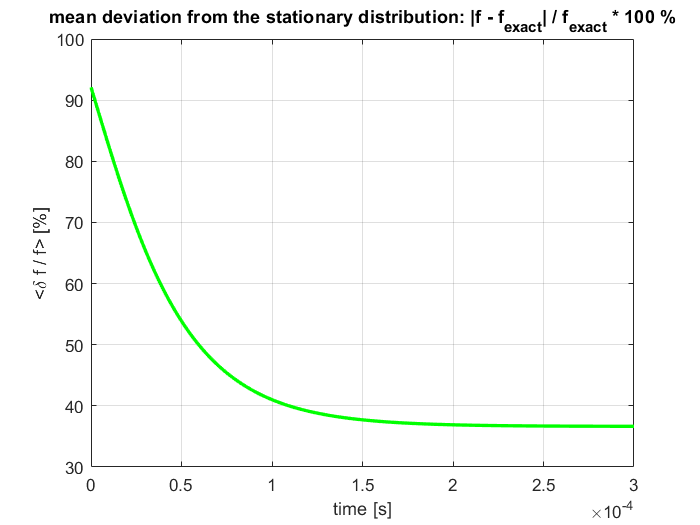 mean deviation from the stationary distribution: |f - f_exact| / f_exact * 100 %
100
90
80
70
60
50
40
30
<δ f / f> [%]
0 0.5 1 1.5 2 2.5 3
time [s]
×10^-4